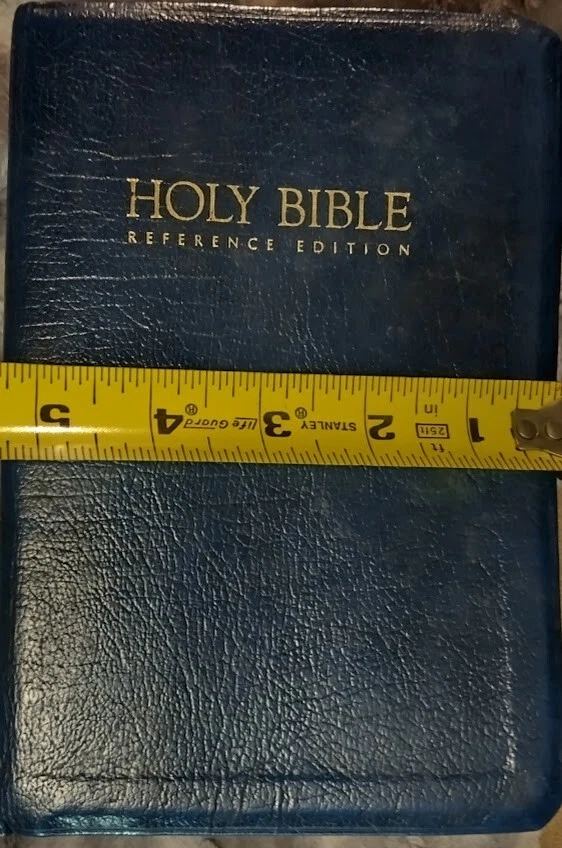 HOLY BIBLE
REFERENCE EDITION
1 ft 25ft in 2 STANLEY® 3 life Guard® 4 5